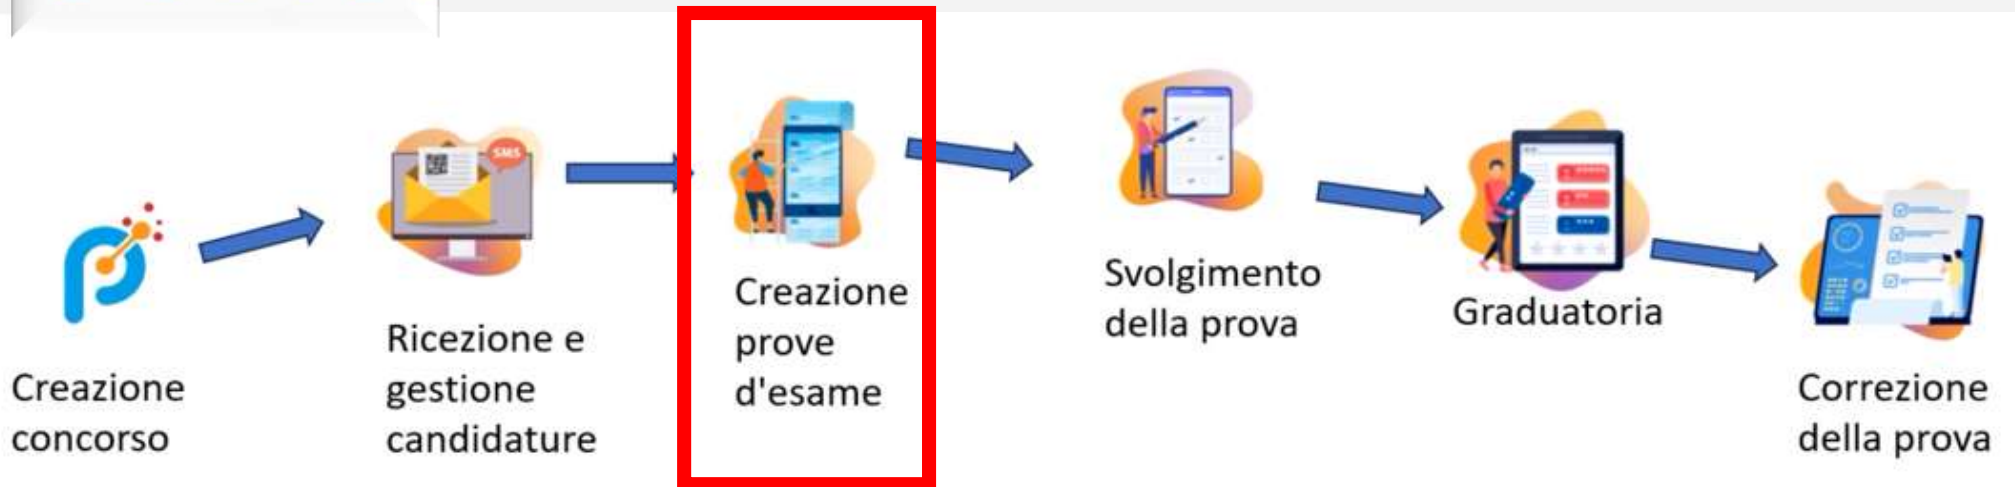 Creazione
concorso
SMS
Ricezione e
gestione
candidature
Creazione
prove
d'esame
Svolgimento
della prova
Graduatoria
Correzione
della prova